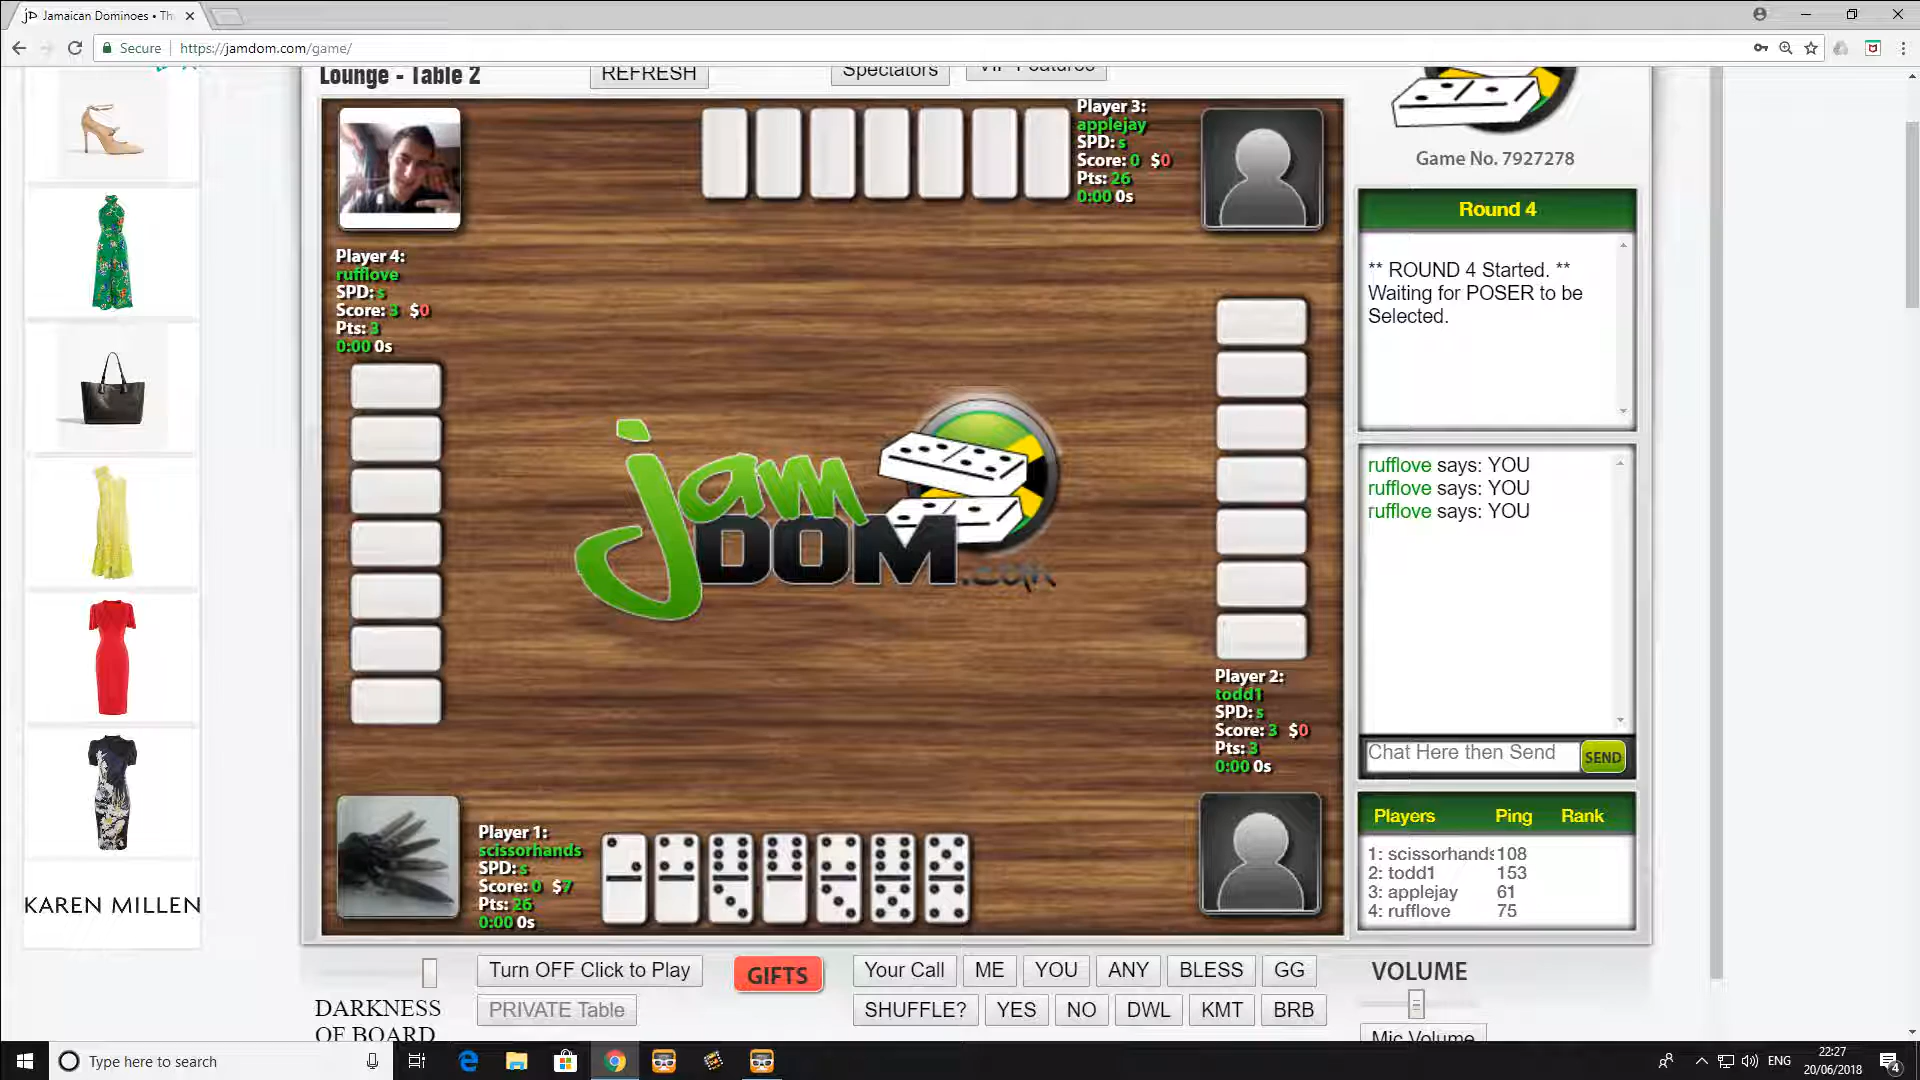 Jamaican Dominoes • Th
Secure https://jamdom.com/game/
Lounge - Table 2
REFRESH
Spectators
VIP Features
Game No. 7927278
Player 3:
applejay
SPD: s
Score: 0 $0
Pts: 26
0:00 0s
Player 4:
rufflove
SPD: s
Score: 3 $0
Pts: 3
0:00 0s
Round 4
** ROUND 4 Started. **
Waiting for POSER to be
Selected.
jam
DOM.com
rufflove says: YOU
rufflove says: YOU
rufflove says: YOU
Player 2:
todd1
SPD: s
Score: 3 $0
Pts: 3
0:00 0s
Chat Here then Send
SEND
Player 1:
scissorhands
SPD: s
Score: 0 $7
Pts: 26
0:00 0s
Players Ping Rank
1: scissorhands 108
2: todd1 153
3: applejay 61
4: rufflove 75
KAREN MILLEN
DARKNESS
OF BOARD
Turn OFF Click to Play
PRIVATE Table
GIFTS
Your Call ME YOU ANY BLESS GG
SHUFFLE? YES NO DWL KMT BRB
VOLUME
Mic Volume
Type here to search
ENG
22:27
20/06/2018
4